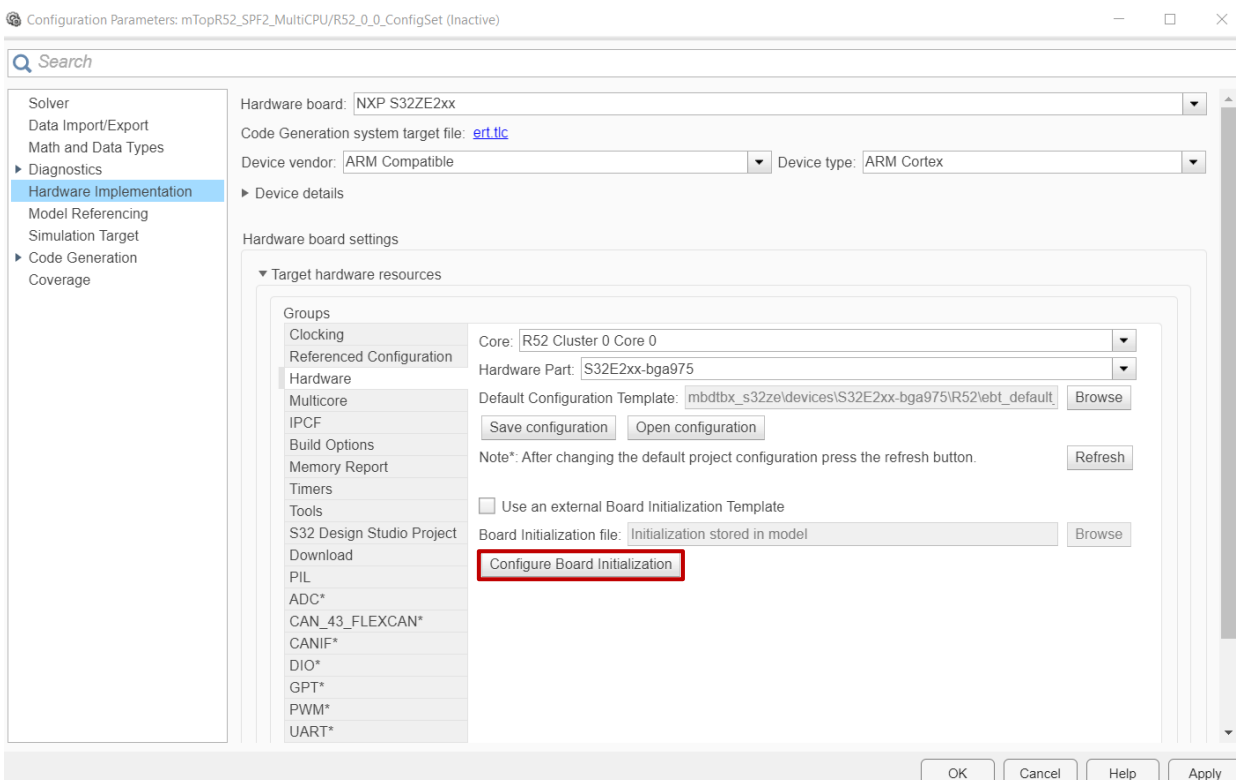 Configuration Parameters: mTopR52_SPF2_MultiCPU/R52_0_0_ConfigSet (Inactive)
Search
Solver
Data Import/Export
Math and Data Types
Diagnostics
Hardware Implementation
Model Referencing
Simulation Target
Code Generation
Coverage
Hardware board: NXP S32ZE2xx
Code Generation system target file: ert.tlc
Device vendor: ARM Compatible Device type: ARM Cortex
Device details
Hardware board settings
Target hardware resources
Groups
Clocking
Referenced Configuration
Hardware
Multicore
IPCF
Build Options
Memory Report
Timers
Tools
S32 Design Studio Project
Download
PIL
ADC*
CAN_43_FLEXCAN*
CANIF*
DIO*
GPT*
PWM*
UART*
Core: R52 Cluster 0 Core 0
Hardware Part: S32E2xx-bga975
Default Configuration Template: mbdtbx_s32ze\devices\S32E2xx-bga975\R52\ebt_default_ Browse
Save configuration Open configuration
Note*: After changing the default project configuration press the refresh button. Refresh
Use an external Board Initialization Template
Board Initialization file: Initialization stored in model Browse
Configure Board Initialization
OK Cancel Help Apply